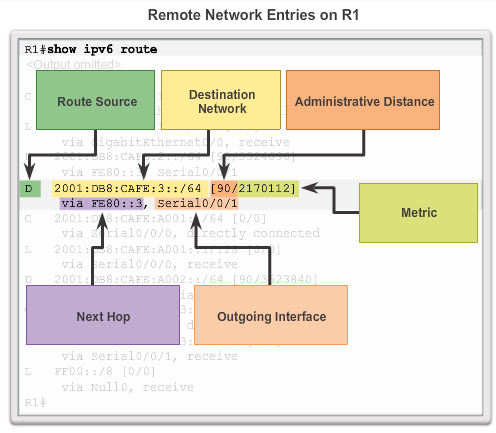 Remote Network Entries on R1
R1#show ipv6 route
<Output omitted>
Route Source
Destination
Network
Administrative Distance
C
L
via GigabitEthernet0/0, receive
D 2001:DB8:CAFE:2::/64 [90/3524096]
via FE80::3,
D 2001:DB8:CAFE:3::/64 [90/2170112]
via FE80::3, Serial0/0/1
Metric
C 2001:DB8:CAFE:A001::/64 [0/0]
via Serial0/0/0, directly connected
L 2001:DB8:CAFE:A001::1/128 [0/0]
via Serial0/0/0, receive
D 2001:DB8:CAFE:A002::/64 [90/3523840]
Next Hop
Outgoing Interface
via Serial0/0/1, receive
L FF00::/8 [0/0]
via Null0, receive
R1#